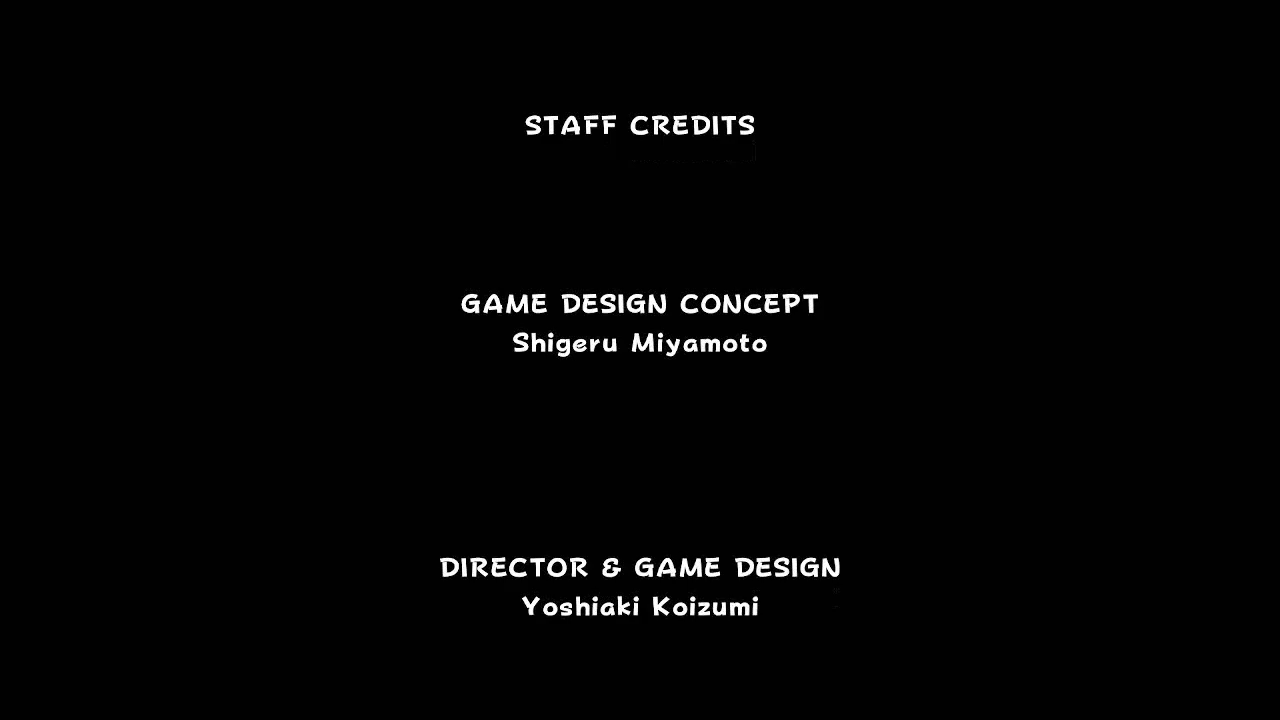 STAFF CREDITS
GAME DESIGN CONCEPT
Shigeru Miyamoto
DIRECTOR & GAME DESIGN
Yoshiaki Koizumi